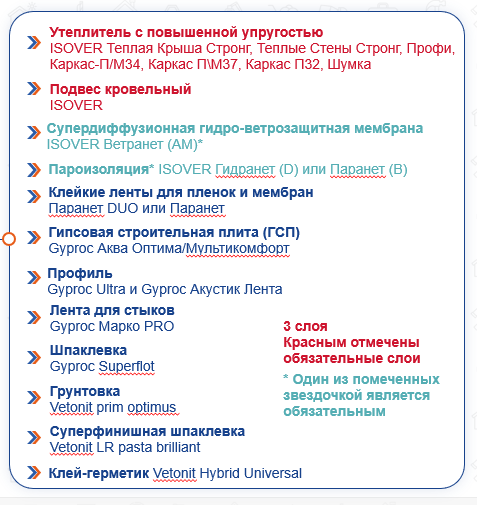 Утеплитель с повышенной упругостью
ISOVER Теплая Крыша Стронг, Теплые Стены Стронг, Профи,
Каркас-П/М34, Каркас П\М37, Каркас П32, Шумка
Подвес кровельный
ISOVER
Супердиффузионная гидро-ветрозащитная мембрана
ISOVER Ветранет (AM)*
Пароизоляция* ISOVER Гидранет (D) или Паранет (B)
Клейкие ленты для пленок и мембран
Паранет DUO или Паранет
Гипсовая строительная плита (ГСП)
Gyproc Аква Оптима/Мультикомфорт
Профиль
Gyproc Ultra и Gyproc Акустик Лента
Лента для стыков
Gyproc Марко PRO
Шпаклевка
Gyproc Superflot
Грунтовка
Vetonit prim optimus
Суперфинишная шпаклевка
Vetonit LR pasta brilliant
Клей-герметик Vetonit Hybrid Universal
3 слоя
Красным отмечены
обязательные слои
* Один из помеченных
звездочкой является
обязательным